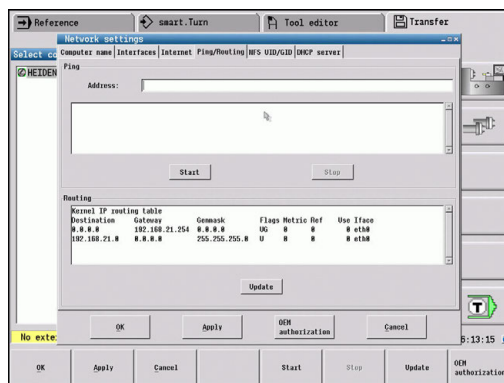 Reference
smart.Turn
Tool editor
Transfer
Network settings
Select co
Computer name Interfaces Internet Ping/Routing NFS UID/GID DHCP server
HEIDEN
Ping
Address:
Start
Stop
Routing
Kernel IP routing table
Destination Gateway Genmask Flags Metric Ref Use Iface
0.0.0.0 192.168.21.254 0.0.0.0 UG 0 0 0 eth0
192.168.21.0 0.0.0.0 255.255.255.0 U 0 0 0 eth0
Update
T
OK
Apply
OEM
authorization
Cancel
No exte
5:13:15
OK
Apply
Cancel
Start
Stop
Update
OEM
authorization